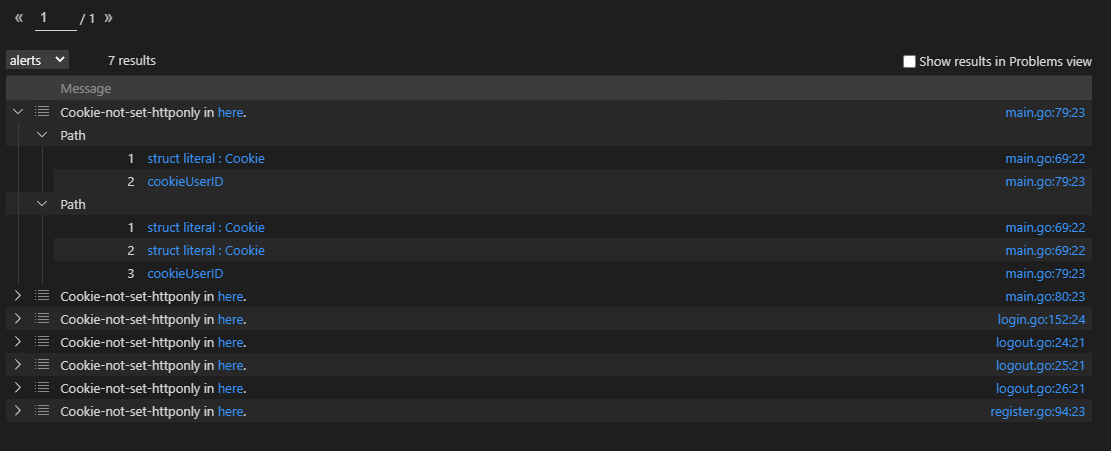 « 1 / 1 »
alerts 7 results Show results in Problems view
Message
Cookie-not-set-httponly in here. main.go:79:23
Path
1 struct literal : Cookie main.go:69:22
2 cookieUserID main.go:79:23
Path
1 struct literal : Cookie main.go:69:22
2 struct literal : Cookie main.go:69:22
3 cookieUserID main.go:79:23
Cookie-not-set-httponly in here. main.go:80:23
Cookie-not-set-httponly in here. login.go:152:24
Cookie-not-set-httponly in here. logout.go:24:21
Cookie-not-set-httponly in here. logout.go:25:21
Cookie-not-set-httponly in here. logout.go:26:21
Cookie-not-set-httponly in here. register.go:94:23